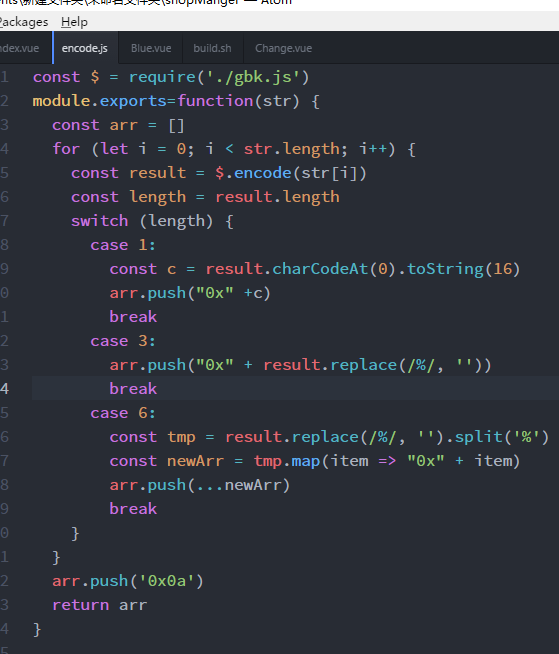 ents\新建文件夹\未命名文件夹\shopManger — Atom
Packages Help
ndex.vue encode.js Blue.vue build.sh Change.vue
1 const $ = require('./gbk.js')
2 module.exports=function(str) {
3 const arr = []
4 for (let i = 0; i < str.length; i++) {
5 const result = $.encode(str[i])
6 const length = result.length
7 switch (length) {
8 case 1:
9 const c = result.charCodeAt(0).toString(16)
0 arr.push("0x" +c)
1 break
2 case 3:
3 arr.push("0x" + result.replace(/%/, ''))
4 break
5 case 6:
6 const tmp = result.replace(/%/, '').split('%')
7 const newArr = tmp.map(item => "0x" + item)
8 arr.push(...newArr)
9 break
0 }
1 }
2 arr.push('0x0a')
3 return arr
4 }
5